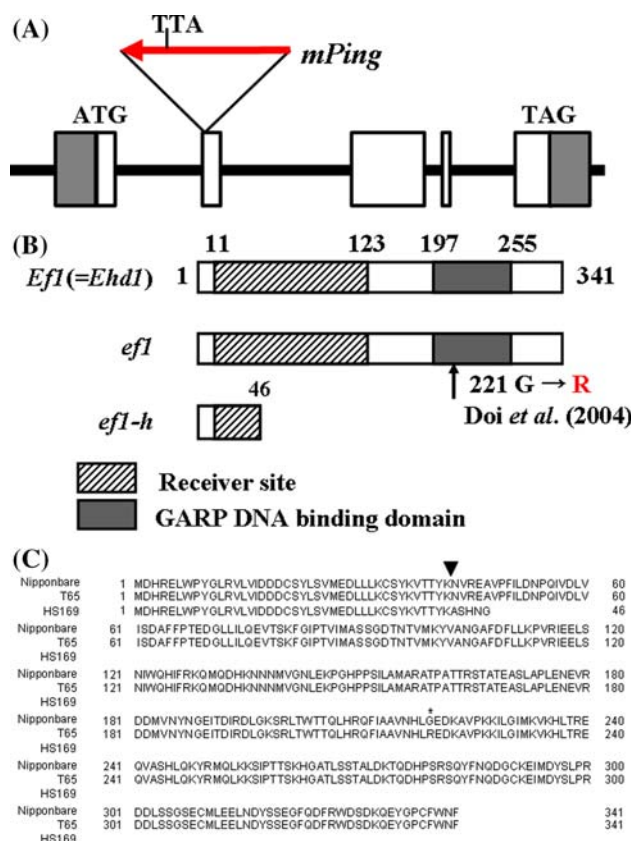 (A)
TTA
mPing
ATG
TAG
(B)
11 123 197 255
Ef1(=Ehd1) 1 341
ef1
221 G → R
Doi et al. (2004)
46
ef1-h
Receiver site
GARP DNA binding domain
(C)
Nipponbare 1 MDHRELWPYGLRVLVIDDDCSYLSVMEDLLLKCSYKVTTYKNVREAVPFILDNPQIVDLV 60
T65 1 MDHRELWPYGLRVLVIDDDCSYLSVMEDLLLKCSYKVTTYKNVREAVPFILDNPQIVDLV 60
HS169 1 MDHRELWPYGLRVLVIDDDCSYLSVMEDLLLKCSYKVTTYKASHNG 46
Nipponbare 61 ISDAFFPTEDGLLILQEVTSKFGIPTVIMASSGDTNTVMKYVANGAFDFLLKPVRIEELS 120
T65 61 ISDAFFPTEDGLLILQEVTSKFGIPTVIMASSGDTNTVMKYVANGAFDFLLKPVRIEELS 120
HS169
Nipponbare 121 NIWQHIFRKQMQDHKNNNMVGNLEKPGHPPSILAMARATPATTRSTATEASLAPLENEVR 180
T65 121 NIWQHIFRKQMQDHKNNNMVGNLEKPGHPPSILAMARATPATTRSTATEASLAPLENEVR 180
HS169
*
Nipponbare 181 DDMVNYNGEITDIRDLGKSRLTWTTQLHRQFIAAVNHLGEDKAVPKKILGIMKVKHLTRE 240
T65 181 DDMVNYNGEITDIRDLGKSRLTWTTQLHRQFIAAVNHLREDKAVPKKILGIMKVKHLTRE 240
HS169
Nipponbare 241 QVASHLQKYRMQLKKSIPTTSKHGATLSSTALDKTQDHPSRSQYFNQDGCKEIMDYSLPR 300
T65 241 QVASHLQKYRMQLKKSIPTTSKHGATLSSTALDKTQDHPSRSQYFNQDGCKEIMDYSLPR 300
HS169
Nipponbare 301 DDLSSGSECMLEELNDYSSEGFQDFRWDSDKQEYGPCFWNF 341
T65 301 DDLSSGSECMLEELNDYSSEGFQDFRWDSDKQEYGPCFWNF 341
HS169